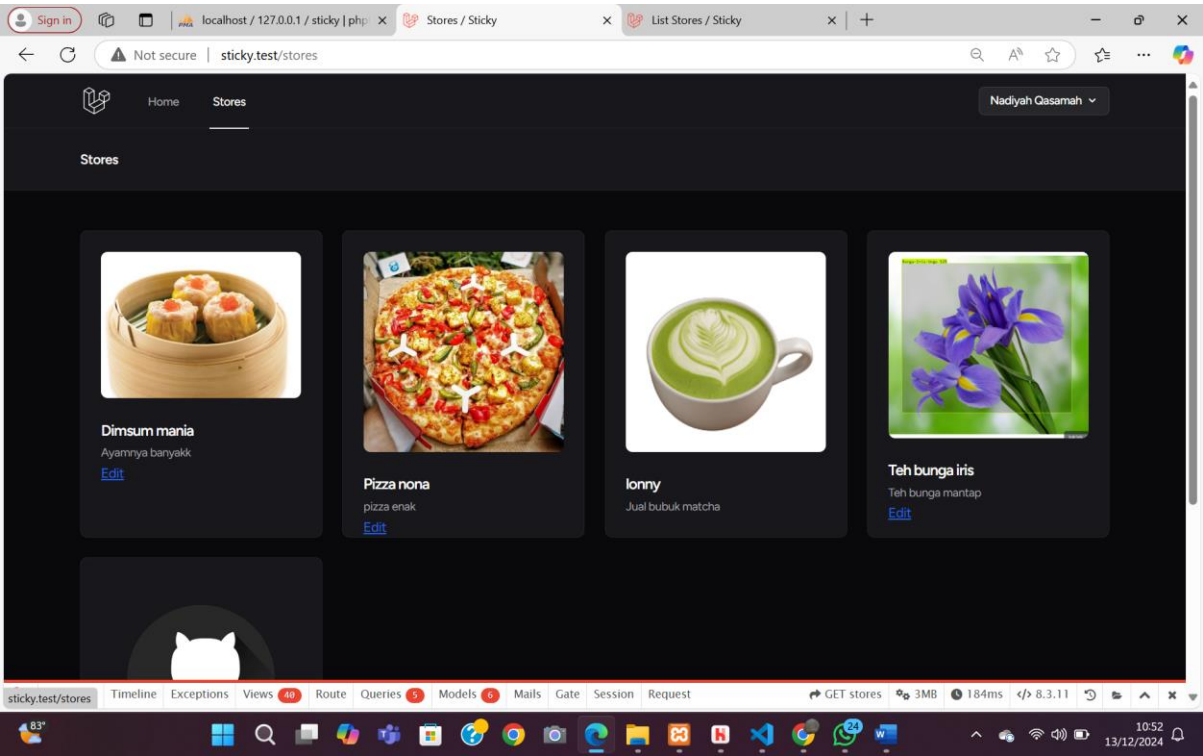 Sign in
localhost / 127.0.0.1 / sticky | php
Stores / Sticky
List Stores / Sticky
Not secure
sticky.test/stores
Home
Stores
Nadiyah Qasamah
Stores
Dimsum mania
Ayamnya banyakk
Edit
Pizza nona
pizza enak
Edit
lonny
Jual bubuk matcha
Teh bunga iris
Teh bunga mantap
Edit
sticky.test/stores
Timeline
Exceptions
Views 40
Route
Queries 5
Models 6
Mails
Gate
Session
Request
GET stores
3MB
184ms
8.3.11
83°
24
10:52
13/12/2024